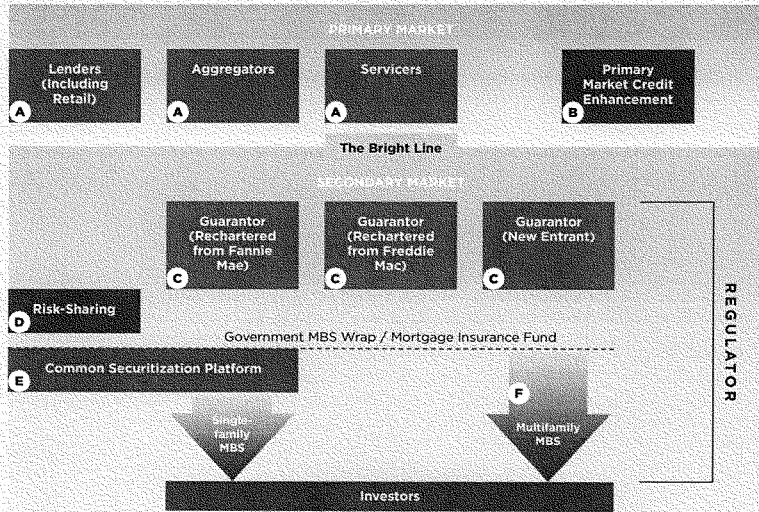 PRIMARY MARKET
Lenders
(Including
Retail)
A
Aggregators
A
Servicers
A
Primary
Market Credit
Enhancement
B
The Bright Line
SECONDARY MARKET
Guarantor
(Rechartered
from Fannie
Mae)
C
Guarantor
(Rechartered
from Freddie
Mac)
C
Guarantor
(New Entrant)
C
REGULATOR
D
Risk-Sharing
Government MBS Wrap / Mortgage Insurance Fund
E
Common Securitization Platform
Single-
family
MBS
F
Multifamily
MBS
Investors